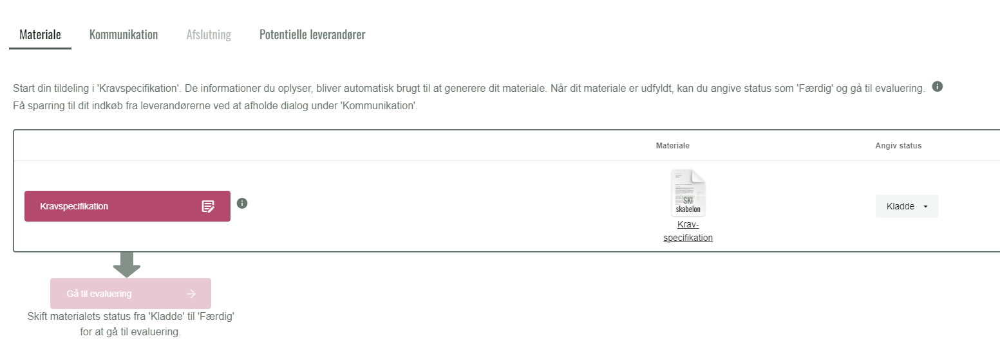 Materiale Kommunikation Afslutning Potentielle leverandører
Start din tildeling i 'Kravspecifikation'. De informationer du oplyser, bliver automatisk brugt til at generere dit materiale. Når dit materiale er udfyldt, kan du angive status som 'Færdig' og gå til evaluering.
Få sparring til dit indkøb fra leverandørerne ved at afholde dialog under 'Kommunikation'.
Materiale Angiv status
Kravspecifikation
SKI
skabelon
Krav-
specifikation
Kladde
Gå til evaluering
Skift materialets status fra 'Kladde' til 'Færdig'
for at gå til evaluering.